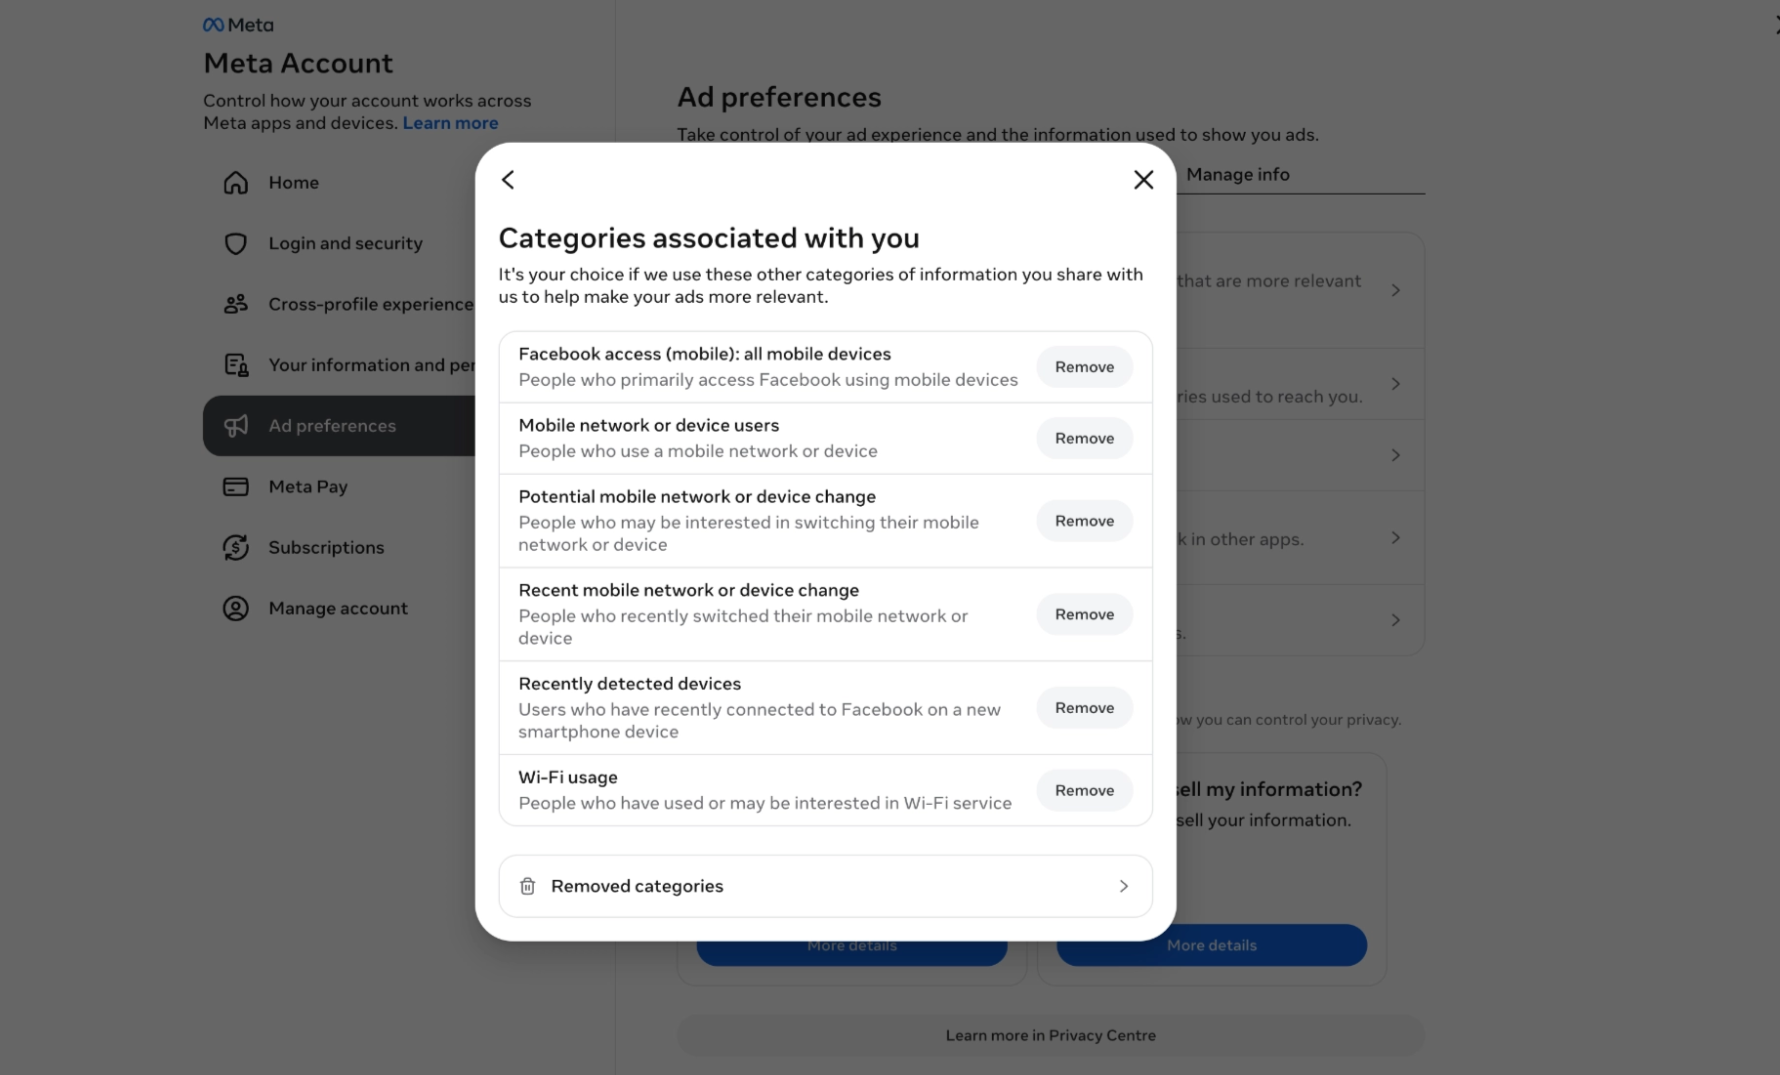 Meta
Meta Account
Control how your account works across
Meta apps and devices. Learn more
Home
Login and security
Cross-profile experience
Your information and per
Ad preferences
Meta Pay
Subscriptions
Manage account
Ad preferences
Take control of your ad experience and the information used to show you ads.
Manage info
that are more relevant
ries used to reach you.
k in other apps.
s.
ow you can control your privacy.
sell my information?
sell your information.
More details
More details
Learn more in Privacy Centre
Categories associated with you
It's your choice if we use these other categories of information you share with
us to help make your ads more relevant.
Facebook access (mobile): all mobile devices
People who primarily access Facebook using mobile devices
Remove
Mobile network or device users
People who use a mobile network or device
Remove
Potential mobile network or device change
People who may be interested in switching their mobile
network or device
Remove
Recent mobile network or device change
People who recently switched their mobile network or
device
Remove
Recently detected devices
Users who have recently connected to Facebook on a new
smartphone device
Remove
Wi-Fi usage
People who have used or may be interested in Wi-Fi service
Remove
Removed categories